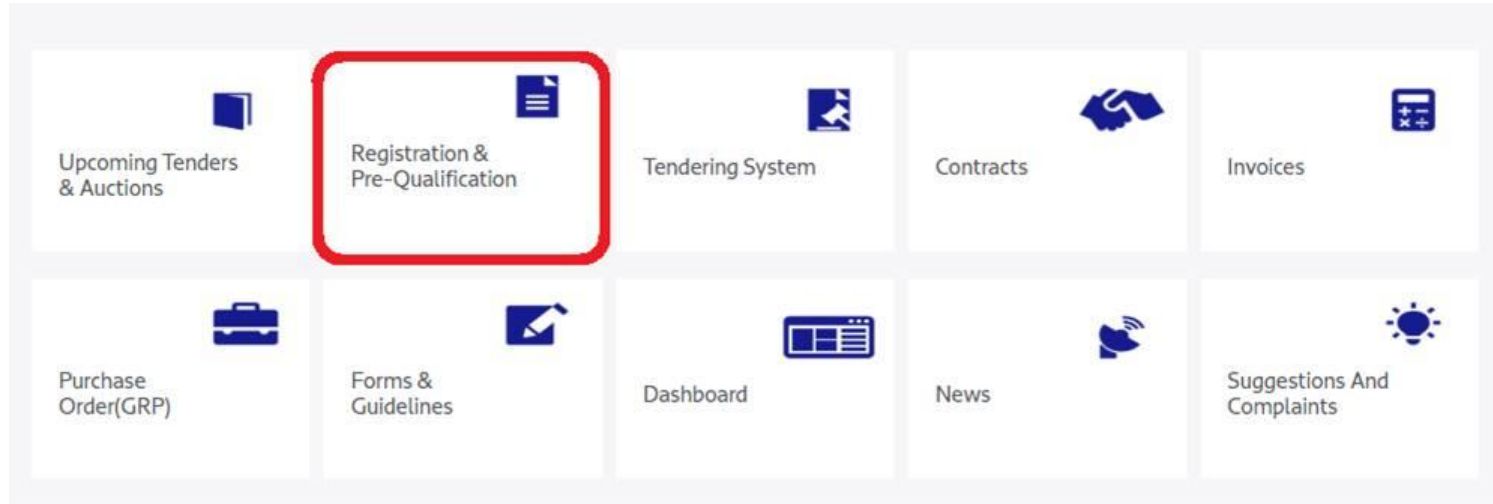 Upcoming Tenders
& Auctions
Registration &
Pre-Qualification
Tendering System
Contracts
Invoices
Purchase
Order(GRP)
Forms &
Guidelines
Dashboard
News
Suggestions And
Complaints